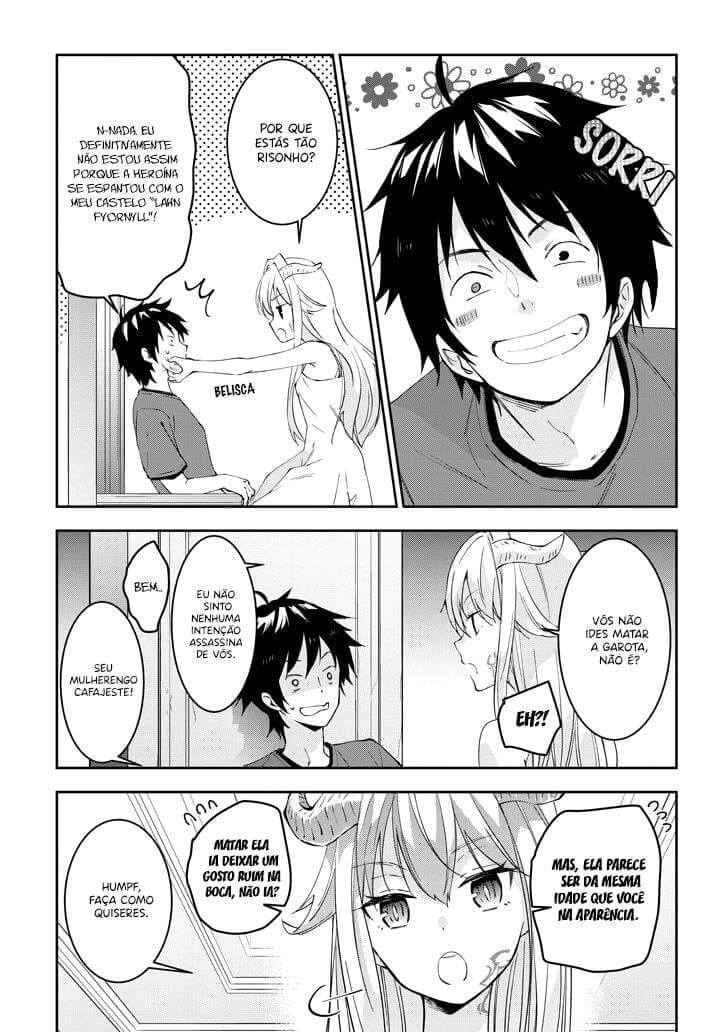 SORRI
POR QUE
ESTÁS TÃO
RISONHO?
N-NADA. EU
DEFINITIVAMENTE
NÃO ESTOU ASSIM
PORQUE A HEROÍNA
SE ESPANTOU COM O
MEU CASTELO “LAHN
FYORNYLL”!
BELISCA
VÓS NÃO
IDES MATAR
A GAROTA,
NÃO É?
EH?!
EU NÃO
SINTO
NENHUMA
INTENÇÃO
ASSASSINA
DE VÓS.
BEM...
SEU
MULHERENGO
CAFAJESTE!
MAS, ELA PARECE
SER DA MESMA
IDADE QUE VOCÊ
NA APARÊNCIA.
MATAR ELA
IA DEIXAR UM
GOSTO RUIM NA
BOCA, NÃO IA?
HUMPF,
FAÇA COMO
QUISERES.